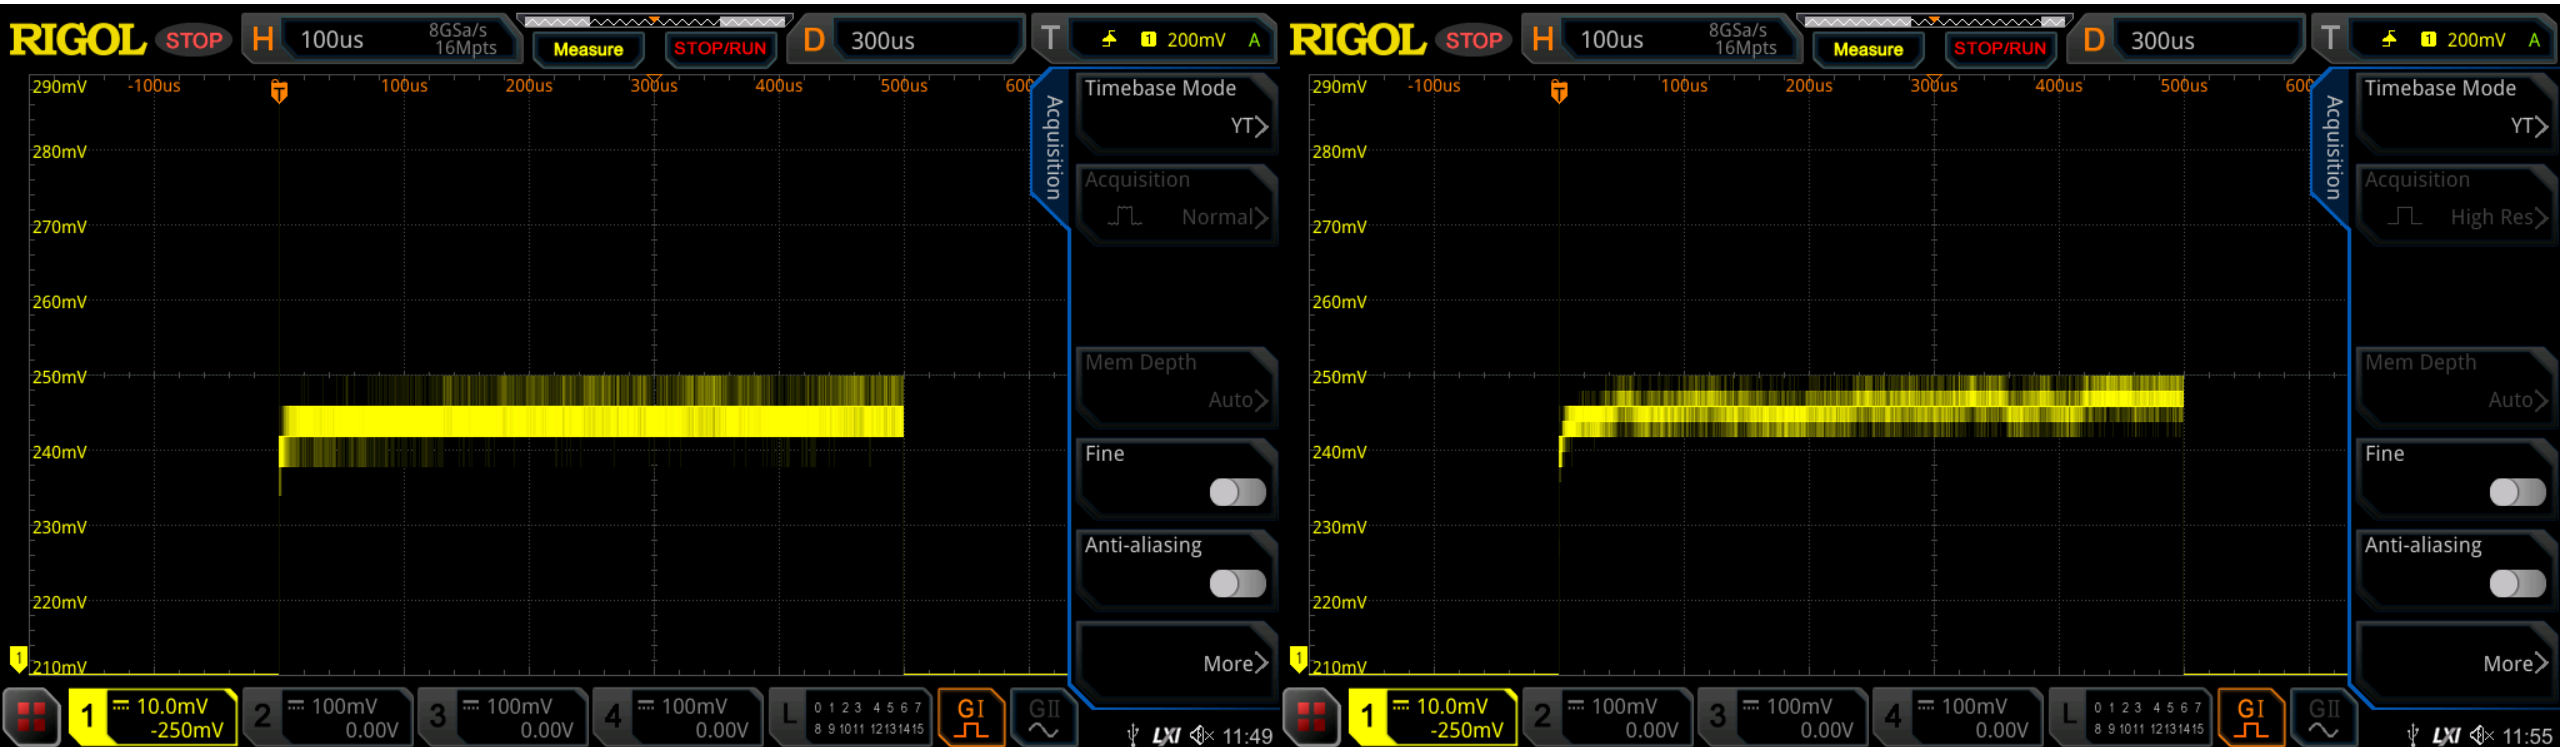 RIGOL STOP H 100us 8GSa/s 16Mpts Measure STOP/RUN D 300us T 1 200mV A
290mV -100us T 100us 200us 300us 400us 500us 600
280mV
270mV
260mV
250mV
240mV
230mV
220mV
210mV
1
Acquisition
Timebase Mode
YT>
Acquisition
Normal>
Mem Depth
Auto>
Fine
Anti-aliasing
More>
1 10.0mV -250mV 2 100mV 0.00V 3 100mV 0.00V 4 100mV 0.00V L 0 1 2 3 4 5 6 7 8 9 10 11 12 13 14 15 GI GII
LXI 11:49
RIGOL STOP H 100us 8GSa/s 16Mpts Measure STOP/RUN D 300us T 1 200mV A
290mV -100us T 100us 200us 300us 400us 500us 600
280mV
270mV
260mV
250mV
240mV
230mV
220mV
210mV
1
Acquisition
Timebase Mode
YT>
Acquisition
High Res>
Mem Depth
Auto>
Fine
Anti-aliasing
More>
1 10.0mV -250mV 2 100mV 0.00V 3 100mV 0.00V 4 100mV 0.00V L 0 1 2 3 4 5 6 7 8 9 10 11 12 13 14 15 GI GII
LXI 11:55